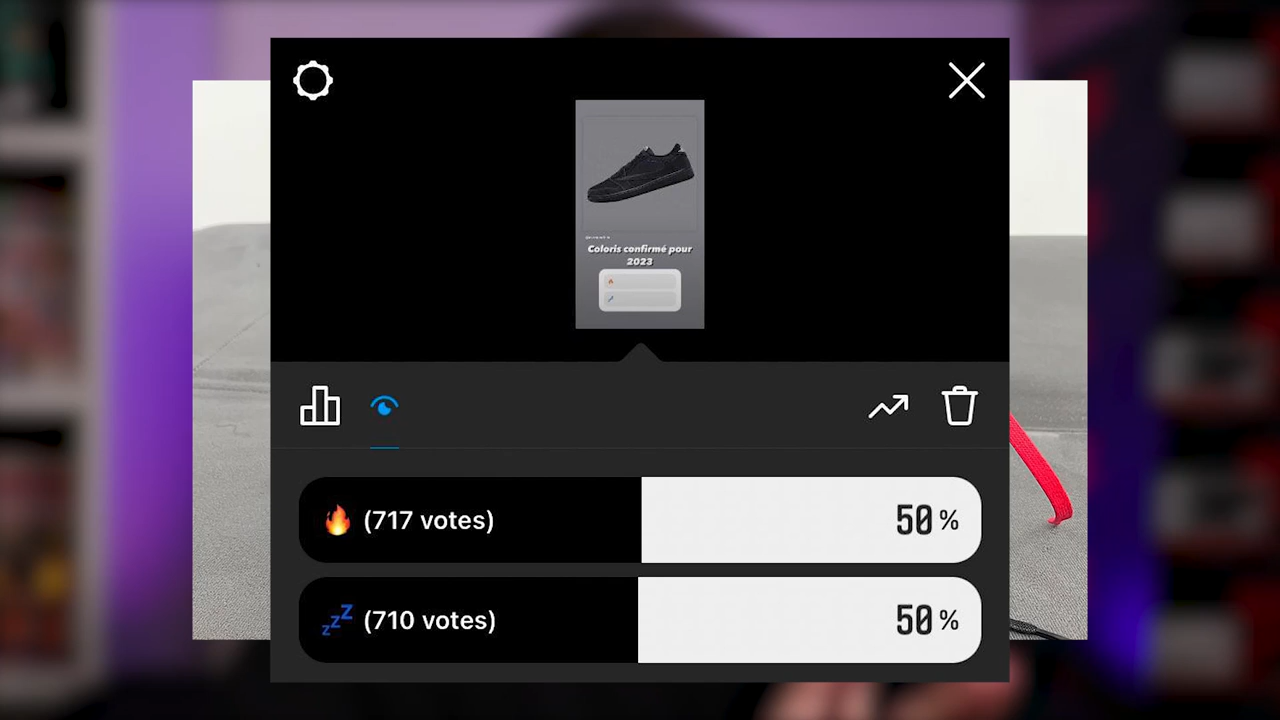 Coloris confirmé pour
2023
🔥 (717 votes) 50%
💤 (710 votes) 50%